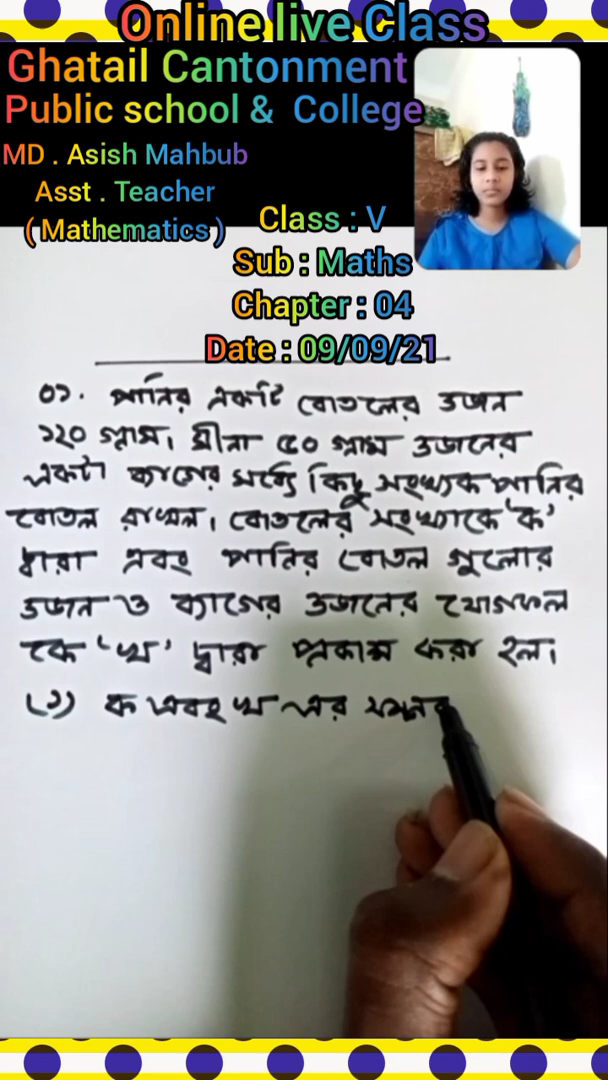 Online live Class
Ghatail Cantonment
Public school & College
MD . Asish Mahbub
Asst . Teacher
( Mathematics )
Class : V
Sub : Maths
Chapter : 04
Date : 09/09/21
০১. পানির একটি বোতলের ওজন
১২০ গ্রাম। মীনা ৫০ গ্রাম ওজনের
একটা ব্যাগের মধ্যে কিছু সংখ্যক পানির
বোতল রাখল। বোতলের সংখ্যাকে 'ক'
দ্বারা এবং পানির বোতল গুলোর
ওজন ও ব্যাগের ওজনের যোগফল
কে 'খ' দ্বারা প্রকাশ করা হল।
(১) ক এবং খ এর